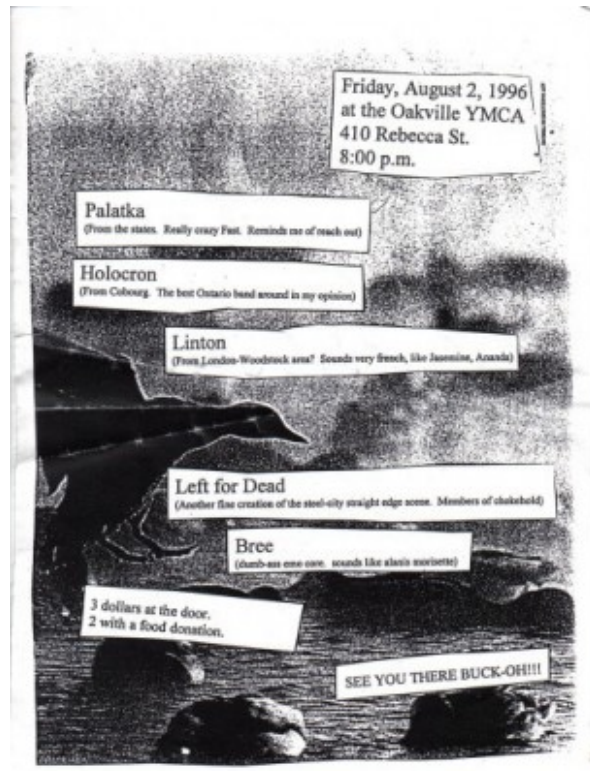 Friday, August 2, 1996
at the Oakville YMCA
410 Rebecca St.
8:00 p.m.
Palatka
(From the states. Really crazy Fast. Reminds me of reach out)
Holocron
(From Cobourg. The best Ontario band around in my opinion)
Linton
(From London-Woodstock area? Sounds very french, like Jasemine, Ananda)
Left for Dead
(Another fine creation of the steel-city straight edge scene. Members of chokehold)
Bree
(dumb-ass emo core. sounds like alanis morisette)
3 dollars at the door.
2 with a food donation.
SEE YOU THERE BUCK-OH!!!